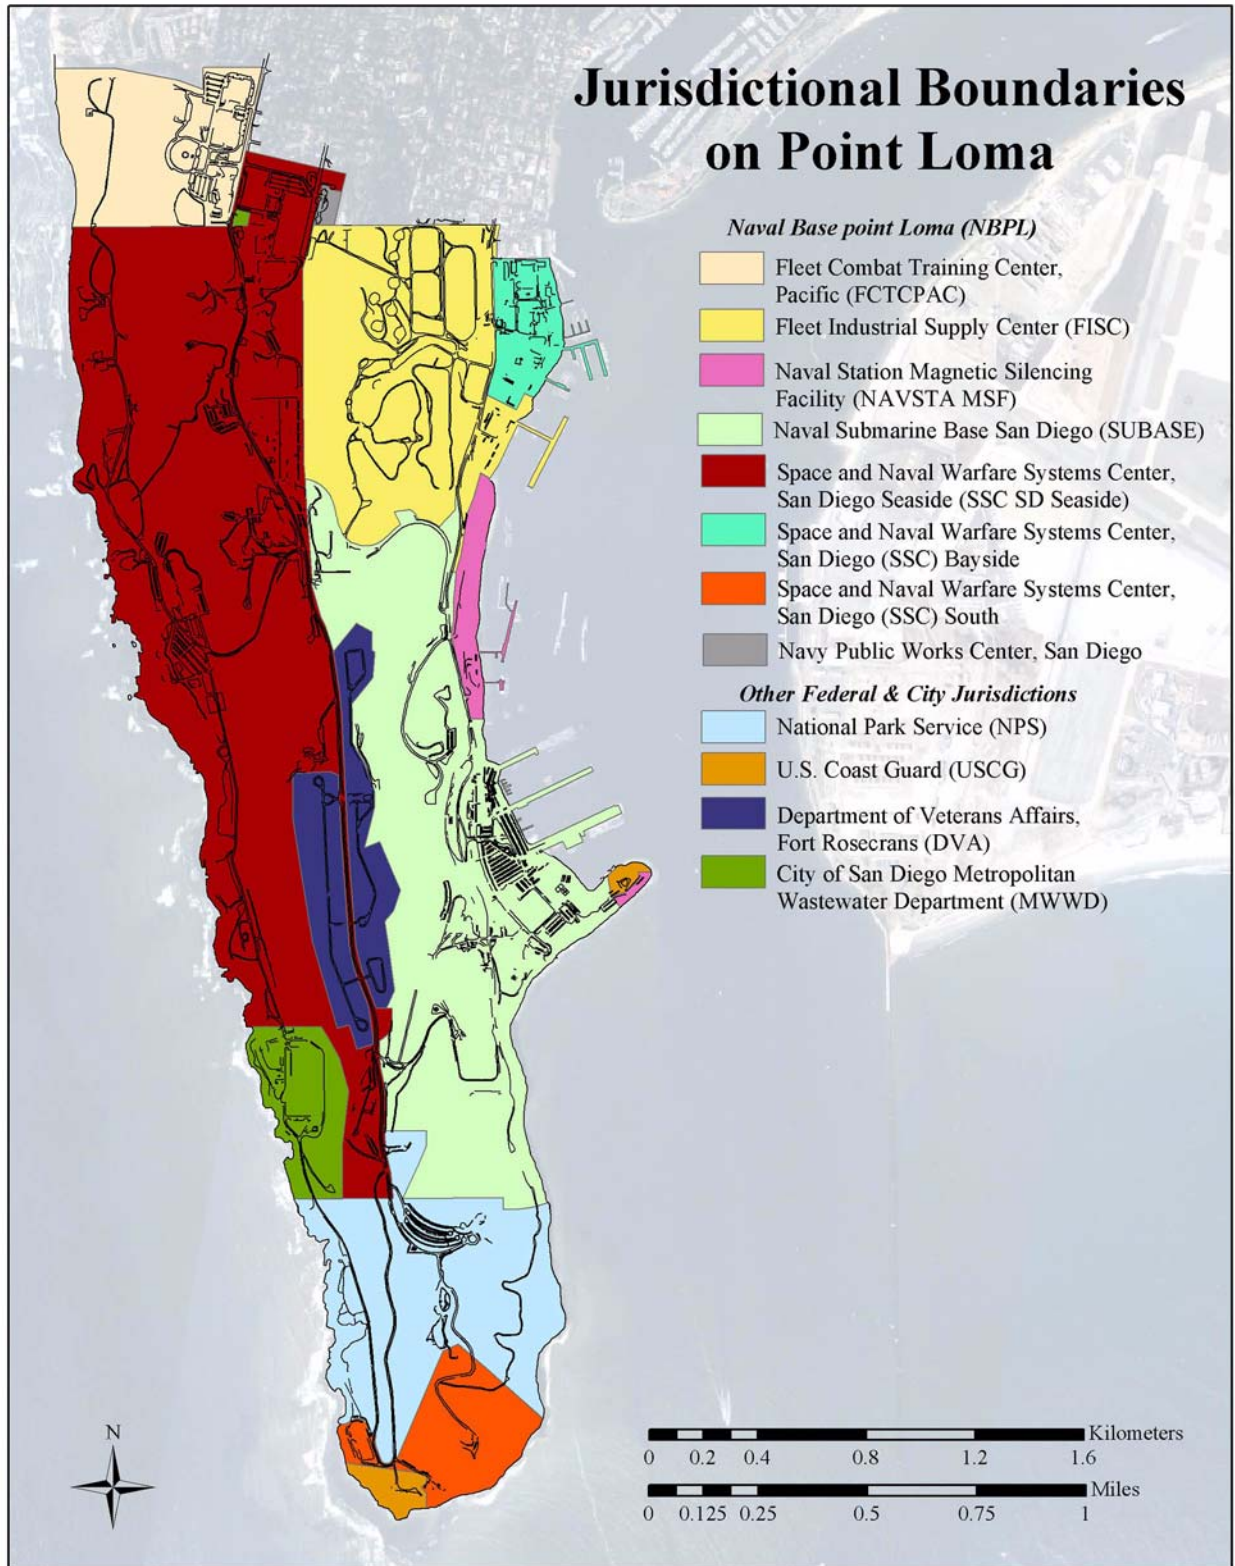 Jurisdictional Boundaries
on Point Loma
Naval Base point Loma (NBPL)
Fleet Combat Training Center,
Pacific (FCTCPAC)
Fleet Industrial Supply Center (FISC)
Naval Station Magnetic Silencing
Facility (NAVSTA MSF)
Naval Submarine Base San Diego (SUBASE)
Space and Naval Warfare Systems Center,
San Diego Seaside (SSC SD Seaside)
Space and Naval Warfare Systems Center,
San Diego (SSC) Bayside
Space and Naval Warfare Systems Center,
San Diego (SSC) South
Navy Public Works Center, San Diego
Other Federal & City Jurisdictions
National Park Service (NPS)
U.S. Coast Guard (USCG)
Department of Veterans Affairs,
Fort Rosecrans (DVA)
City of San Diego Metropolitan
Wastewater Department (MWWD)
N
Kilometers
0 0.2 0.4 0.8 1.2 1.6
Miles
0 0.125 0.25 0.5 0.75 1